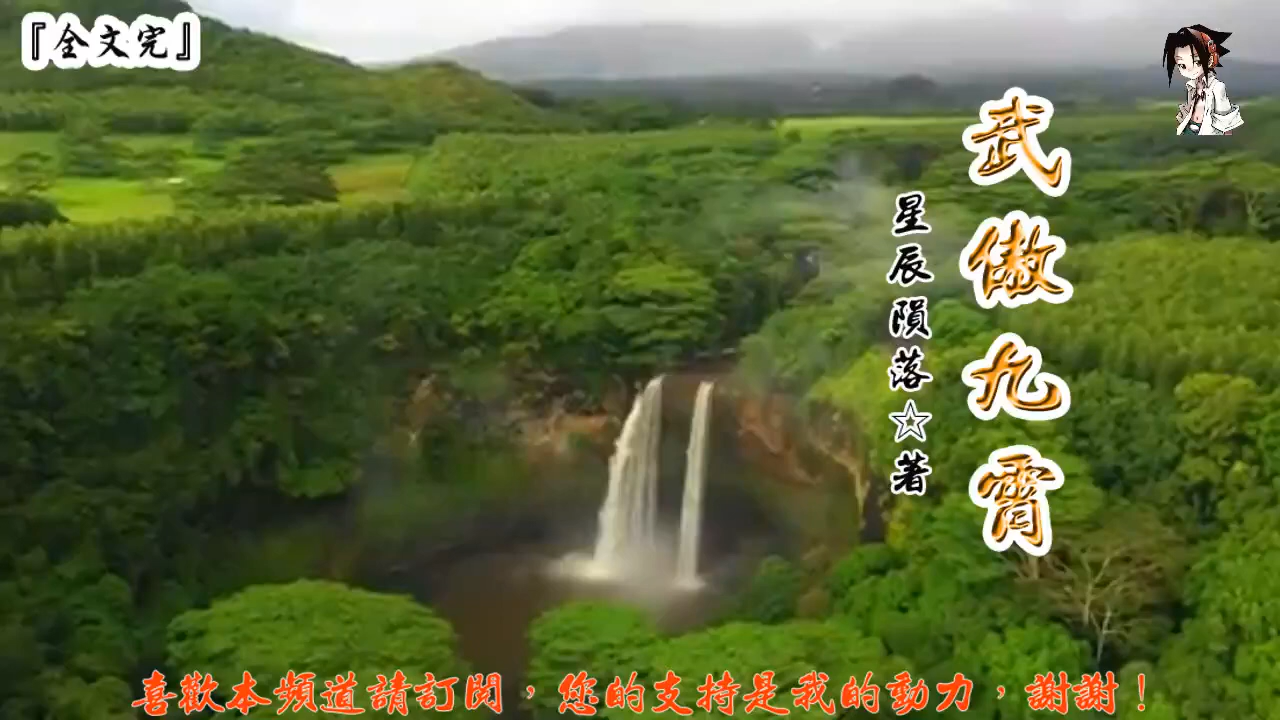 『全文完』
武傲九霄
星辰隕落☆著
喜歡本頻道請訂閱，您的支持是我的動力，謝謝！